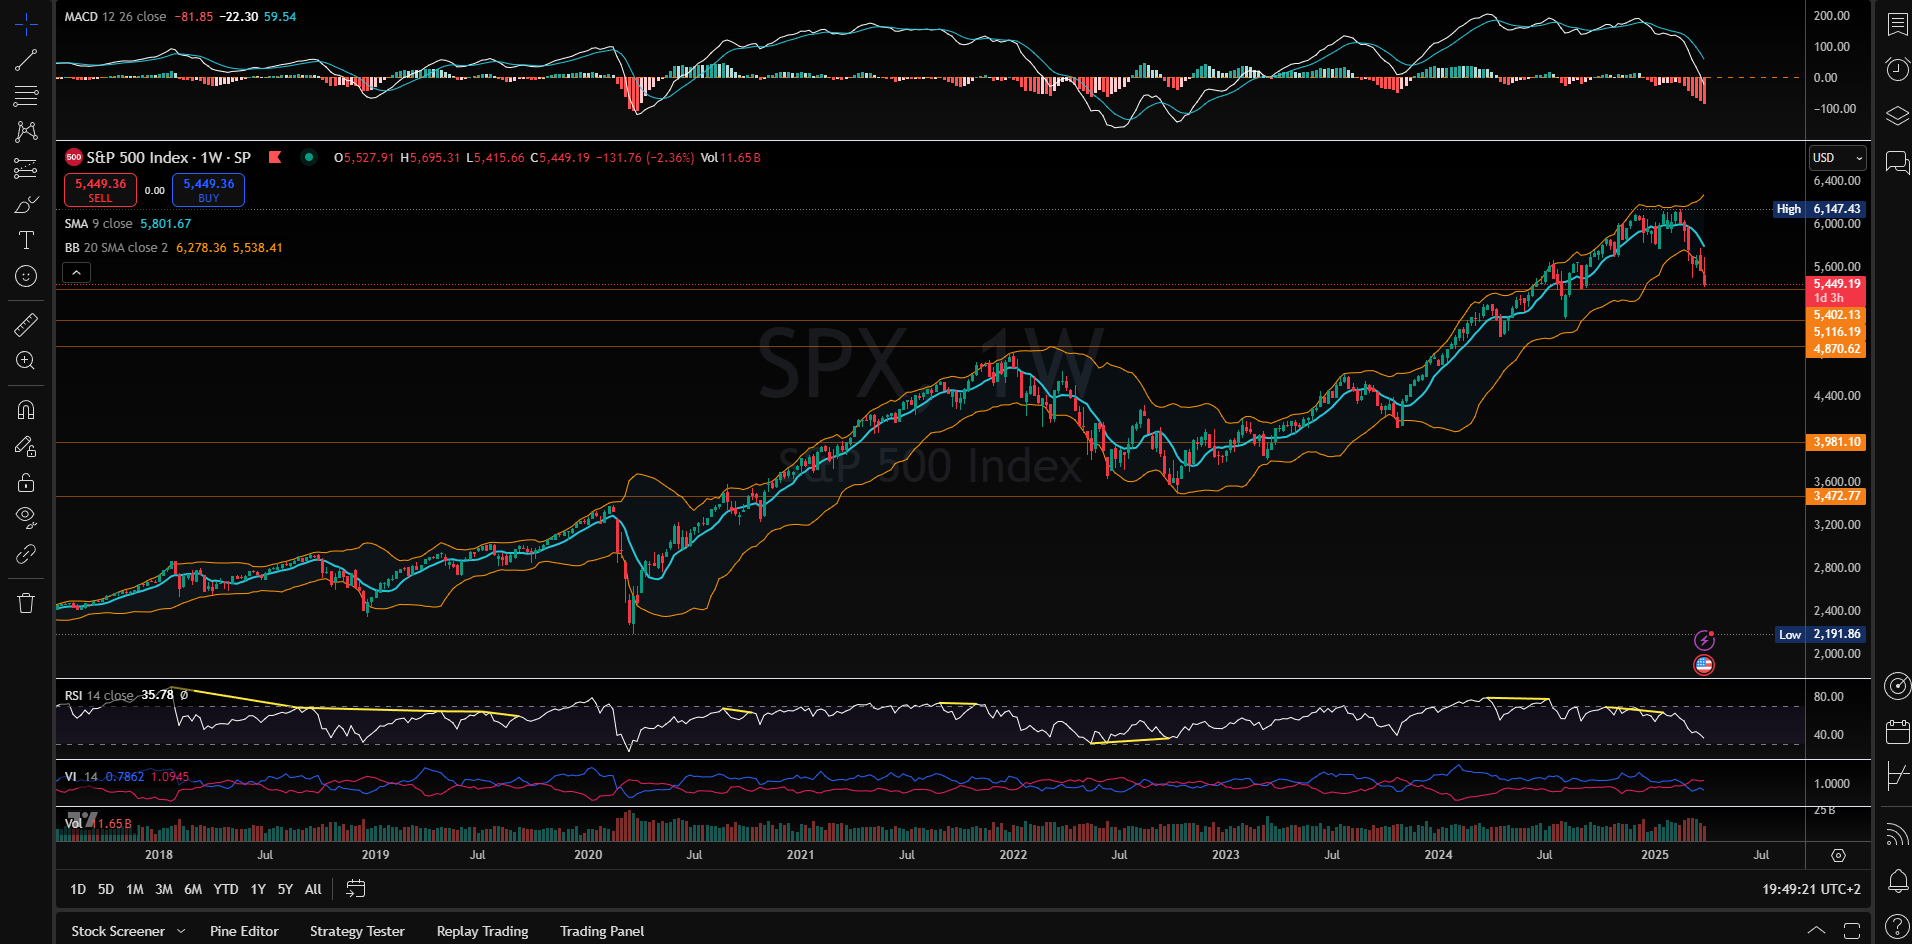 MACD 12 26 close −81.85 −22.30 59.54
200.00
100.00
0.00
−100.00
500 S&P 500 Index · 1W · SP O5,527.91 H5,695.31 L5,415.66 C5,449.19 −131.76 (−2.36%) Vol11.65B
USD
5,449.36 SELL
0.00
5,449.36 BUY
SMA 9 close 5,801.67
BB 20 SMA close 2 6,278.36 5,538.41
6,400.00
High 6,147.43
6,000.00
5,600.00
5,449.19
1d 3h
5,402.13
5,116.19
4,870.62
4,400.00
3,981.10
3,600.00
3,472.77
3,200.00
2,800.00
2,400.00
Low 2,191.86
2,000.00
SPX, 1W
S&P 500 Index
RSI 14 close 35.78 Ø
80.00
40.00
VI 14 0.7862 1.0945
1.0000
Vol 11.65B
25B
2018 Jul 2019 Jul 2020 Jul 2021 Jul 2022 Jul 2023 Jul 2024 Jul 2025 Jul
1D 5D 1M 3M 6M YTD 1Y 5Y All
19:49:21 UTC+2
Stock Screener Pine Editor Strategy Tester Replay Trading Trading Panel